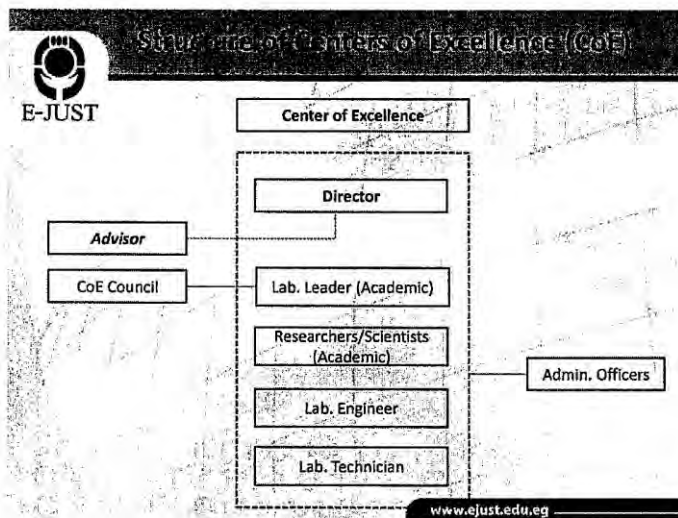 Structure of Centers of Excellence (CoE)
E-JUST
Center of Excellence
Director
Advisor
CoE Council
Lab. Leader (Academic)
Researchers/Scientists
(Academic)
Admin. Officers
Lab. Engineer
Lab. Technician
www.ejust.edu.eg